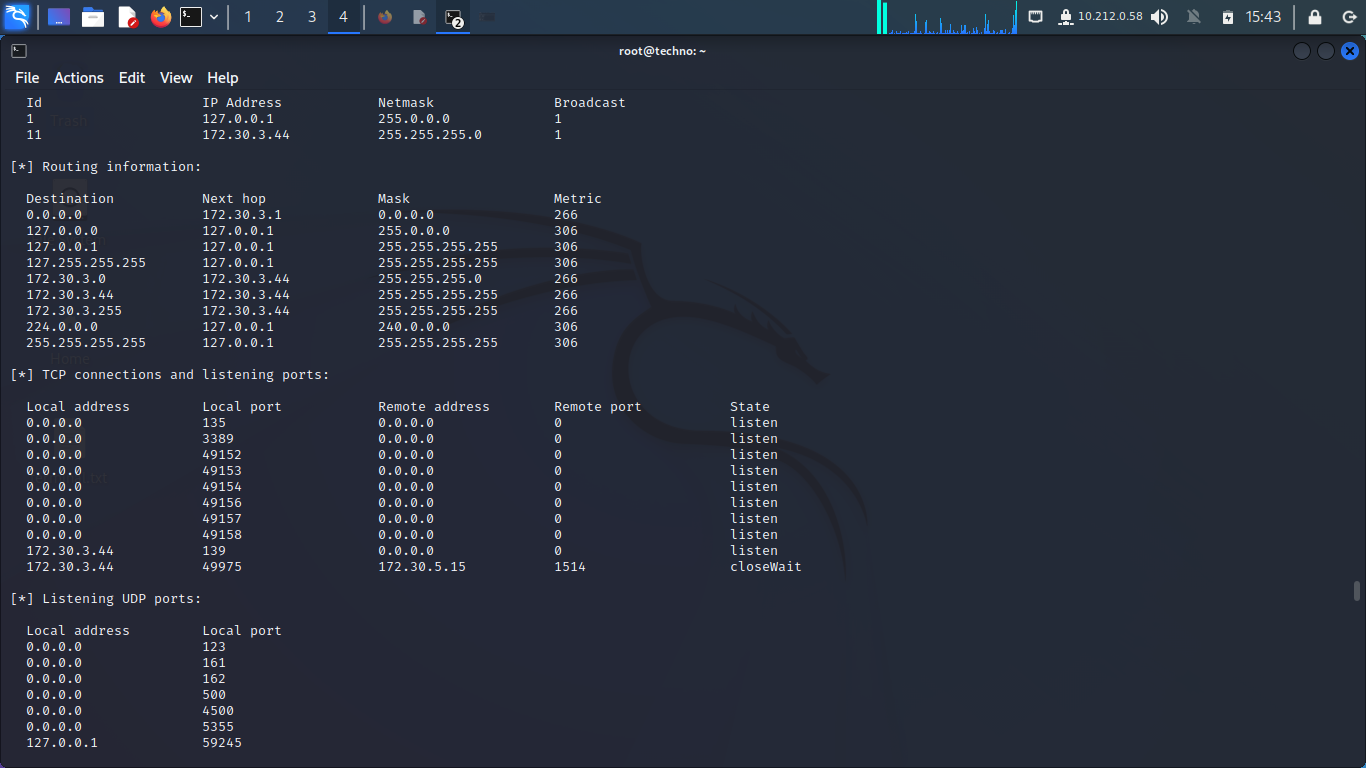 1 2 3 4 2 10.212.0.58 15:43
root@techno: ~
File Actions Edit View Help
Id IP Address Netmask Broadcast
1 127.0.0.1 255.0.0.0 1
Trash
11 172.30.3.44 255.255.255.0 1
[*] Routing information:
Destination Next hop Mask Metric
0.0.0.0 172.30.3.1 0.0.0.0 266
127.0.0.0 127.0.0.1 255.0.0.0 306
127.0.0.1 127.0.0.1 255.255.255.255 306
127.255.255.255 127.0.0.1 255.255.255.255 306
172.30.3.0 172.30.3.44 255.255.255.0 266
172.30.3.44 172.30.3.44 255.255.255.255 266
172.30.3.255 172.30.3.44 255.255.255.255 266
224.0.0.0 127.0.0.1 240.0.0.0 306
255.255.255.255 127.0.0.1 255.255.255.255 306
Home
[*] TCP connections and listening ports:
Local address Local port Remote address Remote port State
0.0.0.0 135 0.0.0.0 0 listen
0.0.0.0 3389 0.0.0.0 0 listen
0.0.0.0 49152 0.0.0.0 0 listen
0.0.0.0 49153 0.0.0.0 0 listen
0.0.0.0 49154 0.0.0.0 0 listen
0.0.0.0 49156 0.0.0.0 0 listen
0.0.0.0 49157 0.0.0.0 0 listen
0.0.0.0 49158 0.0.0.0 0 listen
172.30.3.44 139 0.0.0.0 0 listen
172.30.3.44 49975 172.30.5.15 1514 closeWait
[*] Listening UDP ports:
Local address Local port
0.0.0.0 123
0.0.0.0 161
0.0.0.0 162
0.0.0.0 500
0.0.0.0 4500
0.0.0.0 5355
127.0.0.1 59245